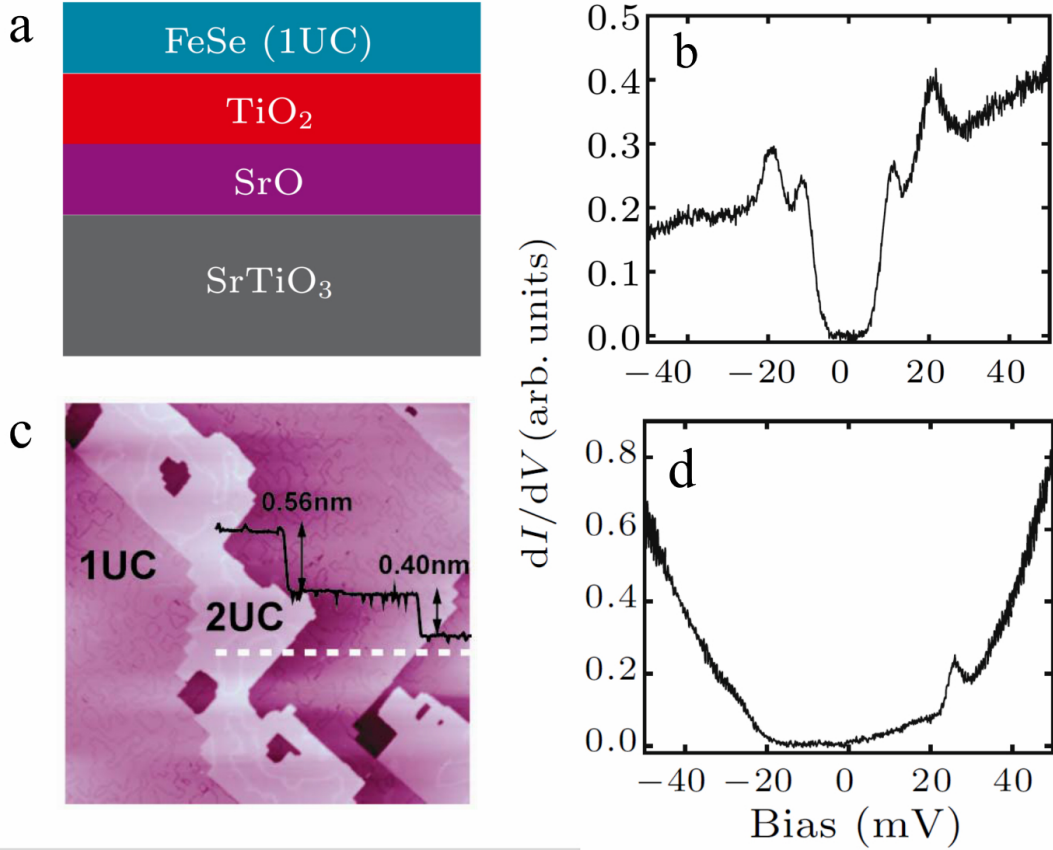 a
FeSe (1UC)
TiO₂
SrO
SrTiO₃
b
0.5
0.4
0.3
0.2
0.1
0.0
−40 −20 0 20 40
c
0.56nm
0.40nm
1UC
2UC
dI/dV (arb. units)
d
0.8
0.6
0.4
0.2
0.0
−40 −20 0 20 40
Bias (mV)